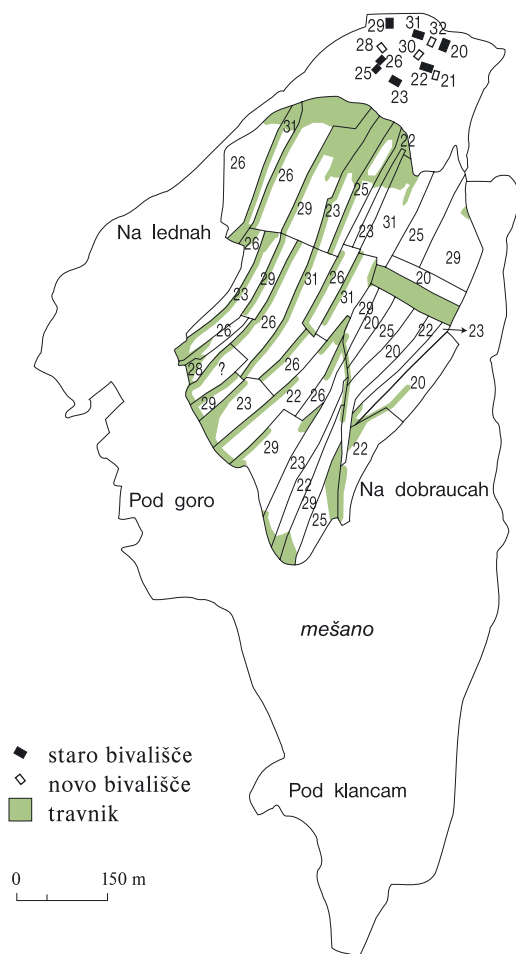 29 31 32
28 30 20
26
25 22 21
23
31 22
26 26 25
29 23 23 31 25
29
Na lednah
26
20
23 29 31 26
31 29
20 25 22 23
26 26 20
28 ? 26 20
29 23 22 26
22
29 23
22
Pod goro
29
25
Na dobraucah
mešano
staro bivališče
novo bivališče
travnik
Pod klancam
0 150 m